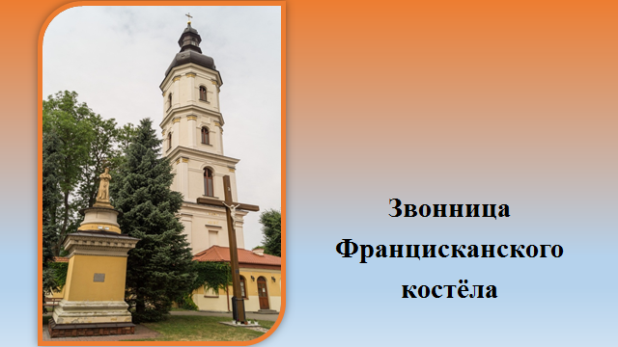 Звонница
Францисканского
костёла